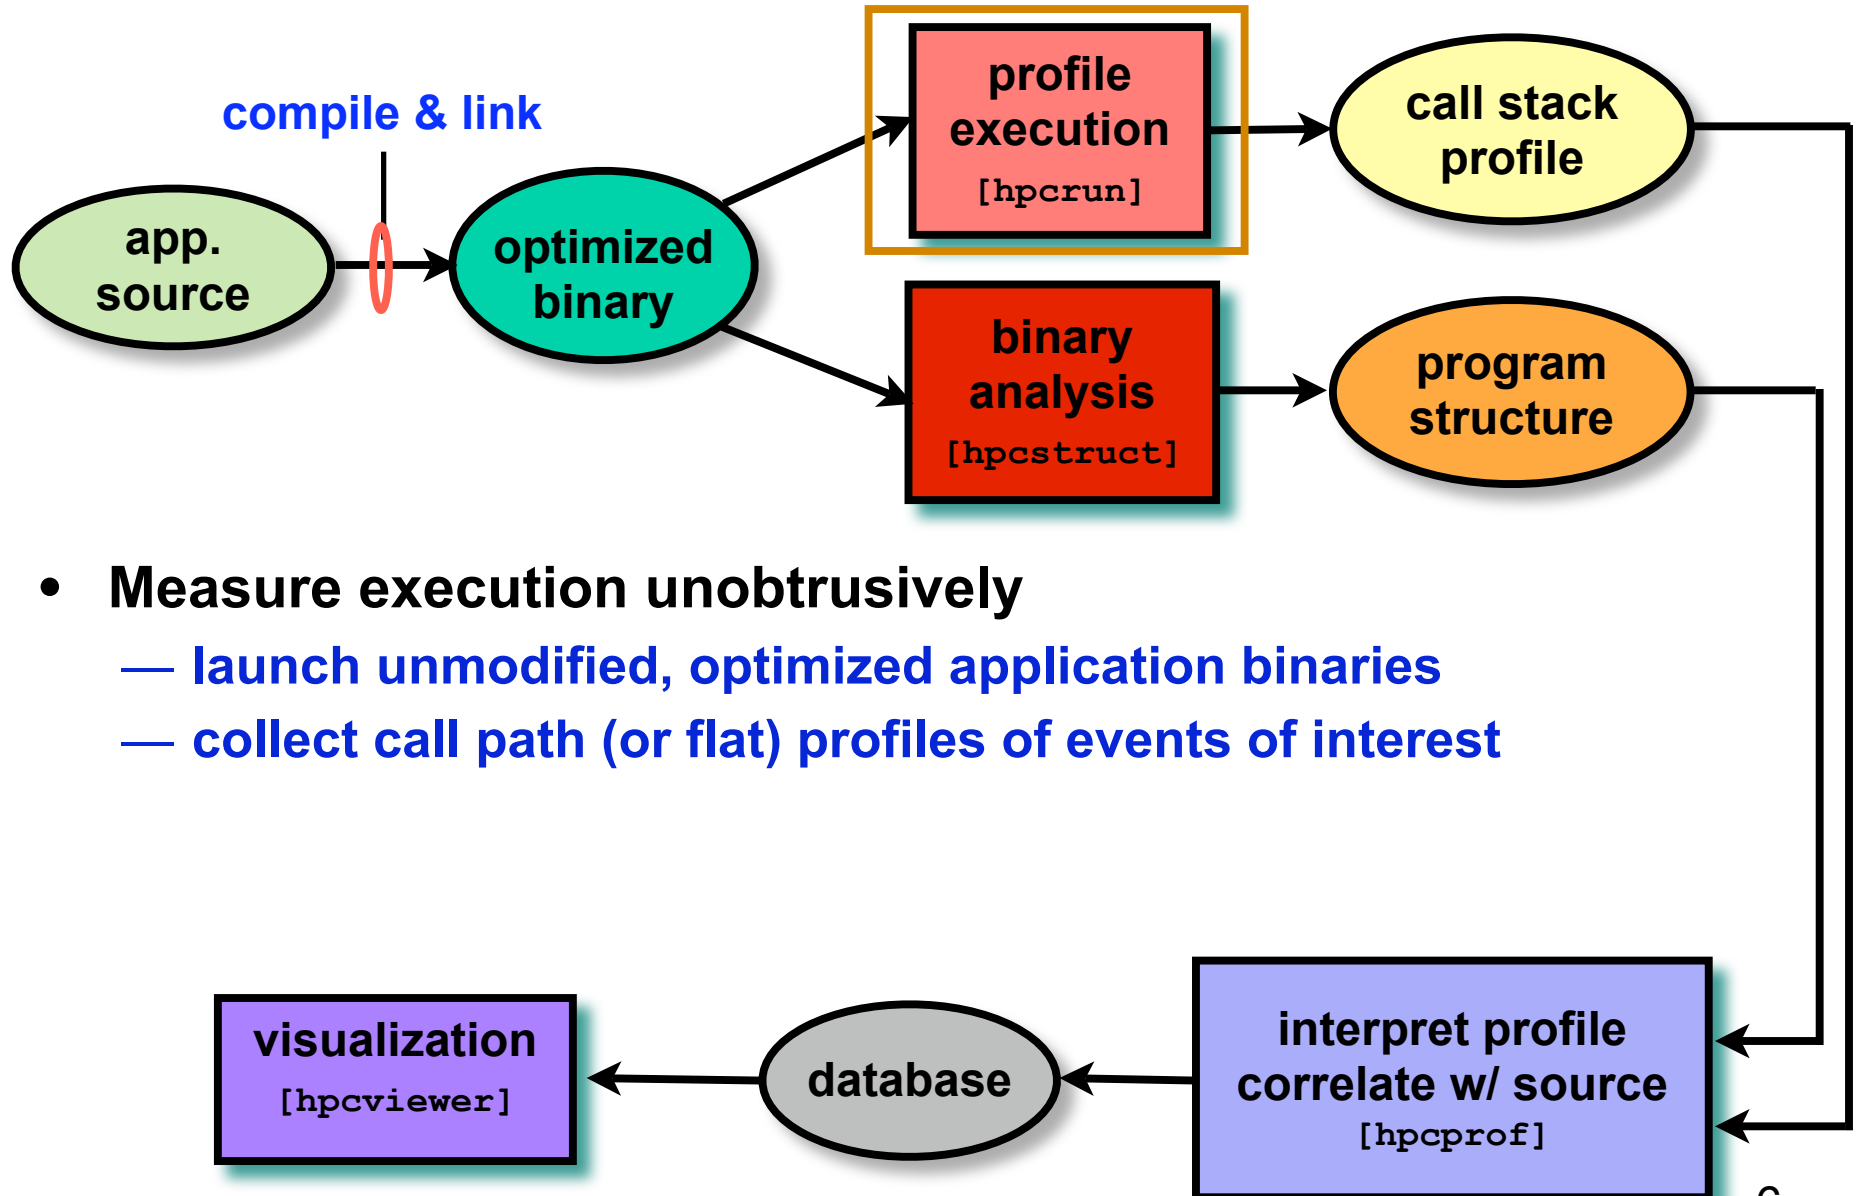 compile & link
app.
source
optimized
binary
profile
execution
[hpcrun]
call stack
profile
binary
analysis
[hpcstruct]
program
structure
• Measure execution unobtrusively
— launch unmodified, optimized application binaries
— collect call path (or flat) profiles of events of interest
visualization
[hpcviewer]
database
interpret profile
correlate w/ source
[hpcprof]